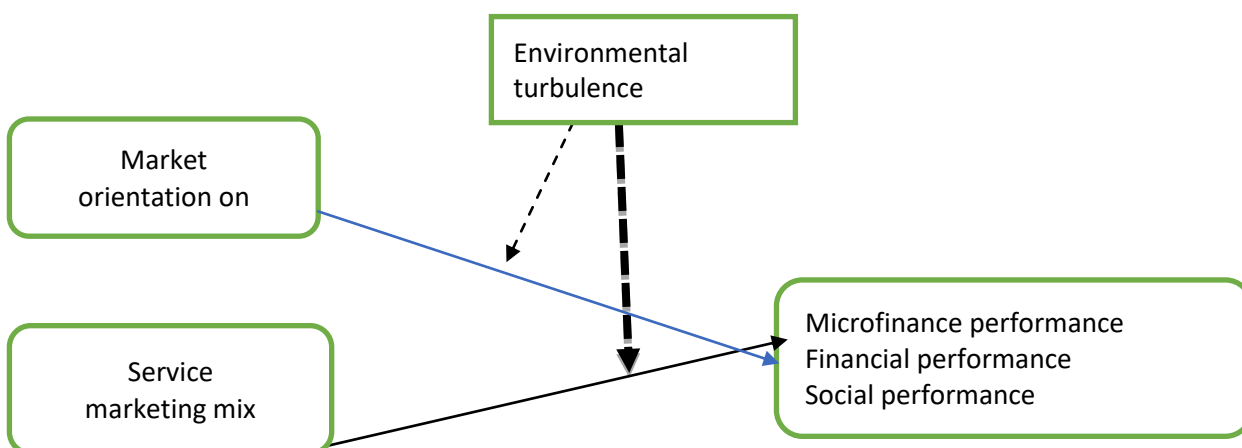 Environmental
turbulence
Market
orientation on
Service
marketing mix
Microfinance performance
Financial performance
Social performance